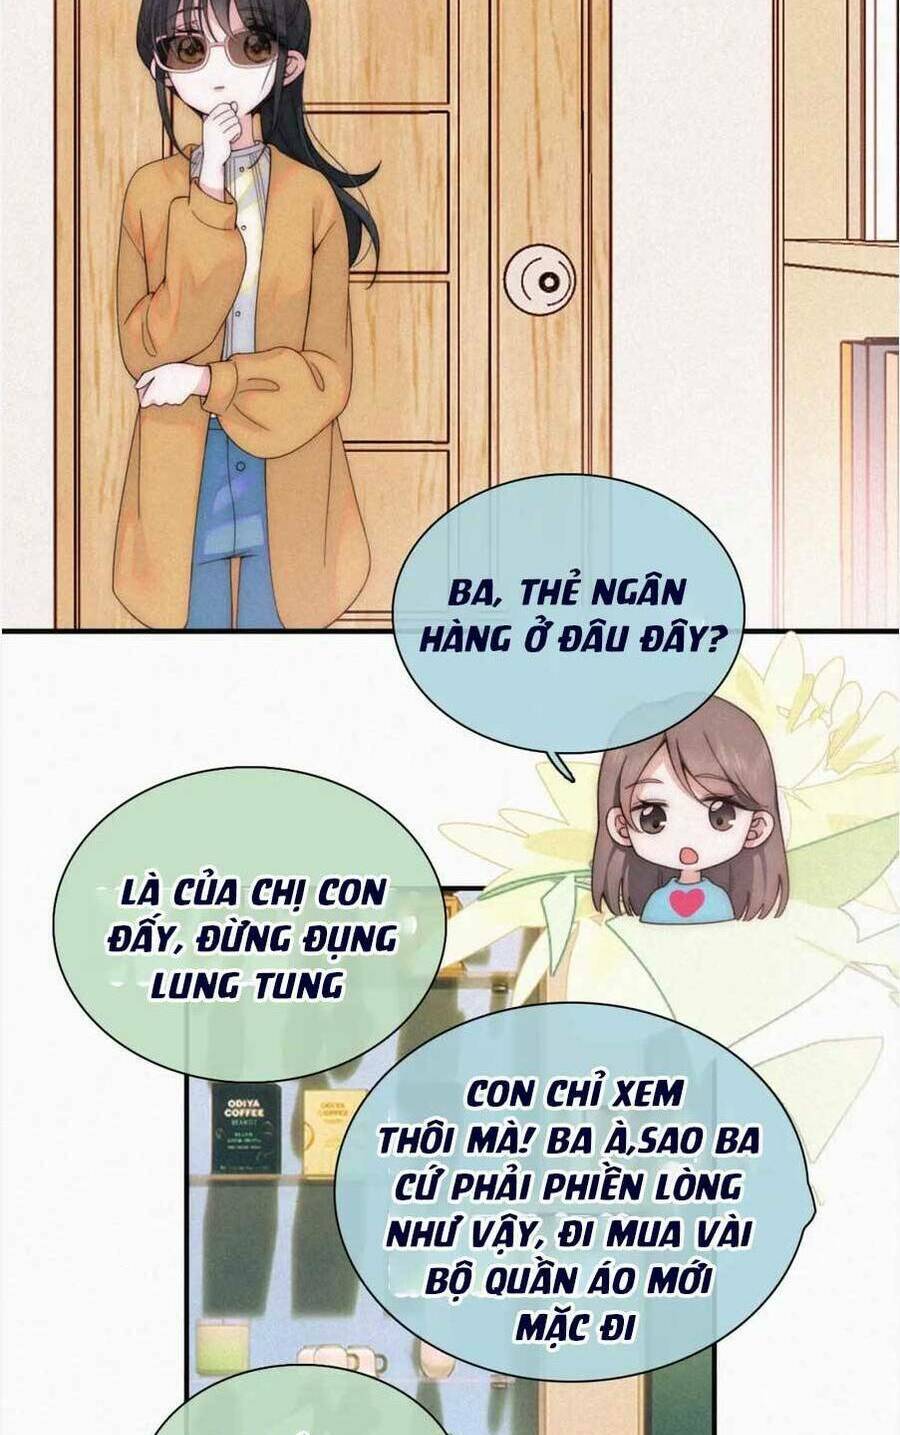 BA, THẺ NGÂN
HÀNG Ở ĐÂU ĐÂY?
LÀ CỦA CHỊ CON
ĐẤY, ĐỪNG ĐỤNG
LUNG TUNG
ODIYA
COFFEE
COFFEE
CON CHỈ XEM
THÔI MÀ! BA À,SAO BA
CỨ PHẢI PHIỀN LÒNG
NHƯ VẬY, ĐI MUA VÀI
BỘ QUẦN ÁO MỚI
MẶC ĐI